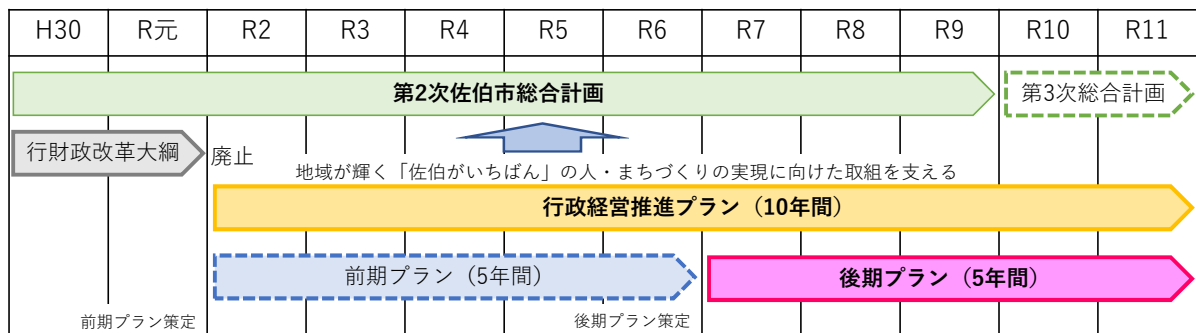 H30 R元 R2 R3 R4 R5 R6 R7 R8 R9 R10 R11
第2次佐伯市総合計画
第3次総合計画
行財政改革大綱
廃止
地域が輝く「佐伯がいちばん」の人・まちづくりの実現に向けた取組を支える
行政経営推進プラン（10年間）
前期プラン（5年間）
後期プラン（5年間）
前期プラン策定
後期プラン策定